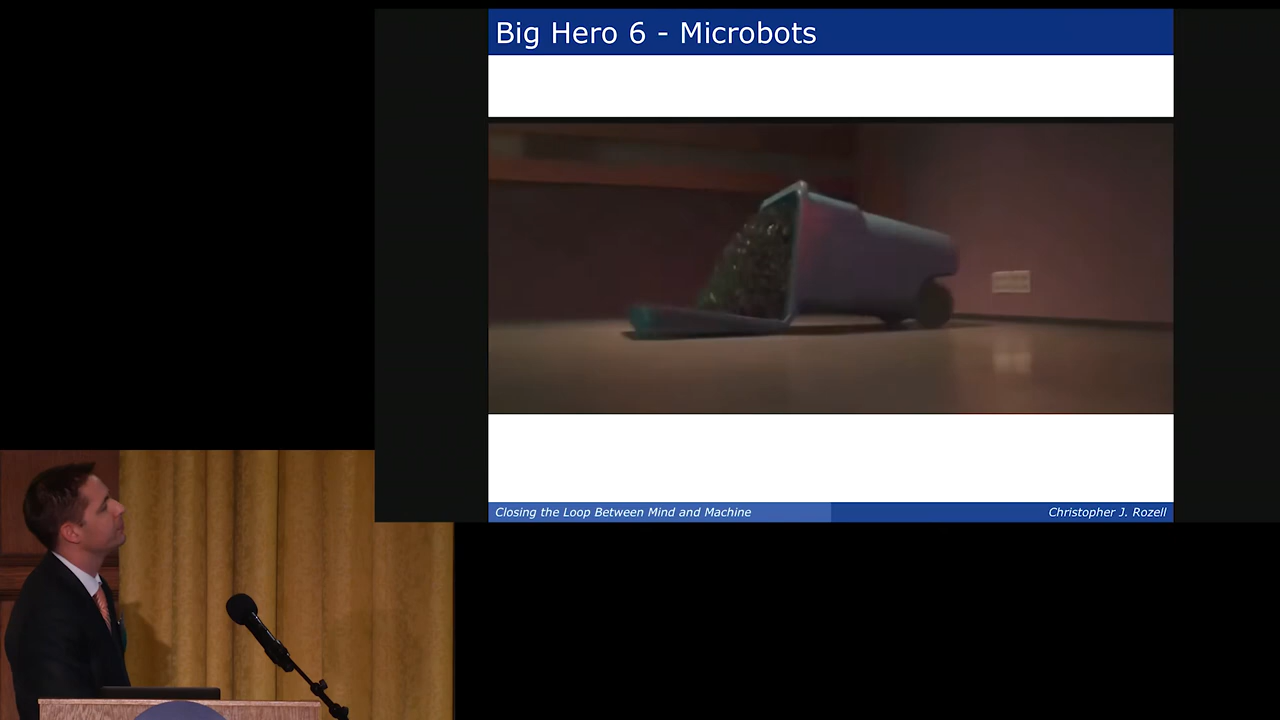 Big Hero 6 - Microbots
Closing the Loop Between Mind and Machine
Christopher J. Rozell